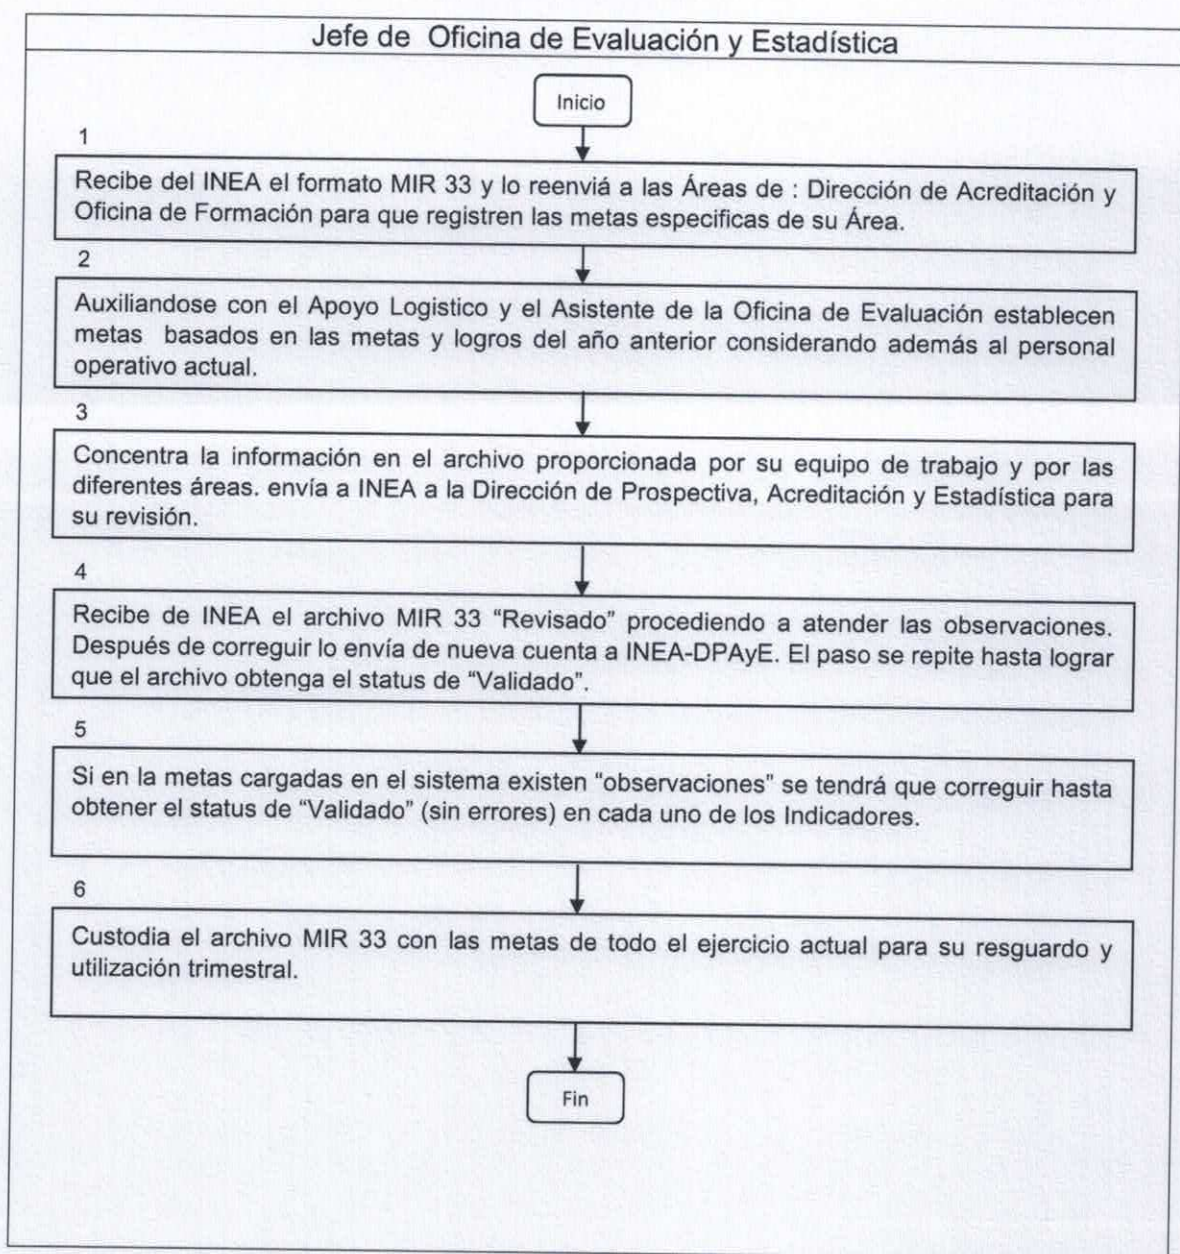 Jefe de Oficina de Evaluación y Estadística
Inicio
1
Recibe del INEA el formato MIR 33 y lo reenviá a las Áreas de : Dirección de Acreditación y
Oficina de Formación para que registren las metas especificas de su Área.
2
Auxiliandose con el Apoyo Logistico y el Asistente de la Oficina de Evaluación establecen
metas basados en las metas y logros del año anterior considerando además al personal
operativo actual.
3
Concentra la información en el archivo proporcionada por su equipo de trabajo y por las
diferentes áreas. envía a INEA a la Dirección de Prospectiva, Acreditación y Estadística para
su revisión.
4
Recibe de INEA el archivo MIR 33 “Revisado” procediendo a atender las observaciones.
Después de correguir lo envía de nueva cuenta a INEA-DPAyE. El paso se repite hasta lograr
que el archivo obtenga el status de “Validado”.
5
Si en la metas cargadas en el sistema existen “observaciones” se tendrá que correguir hasta
obtener el status de “Validado” (sin errores) en cada uno de los Indicadores.
6
Custodia el archivo MIR 33 con las metas de todo el ejercicio actual para su resguardo y
utilización trimestral.
Fin